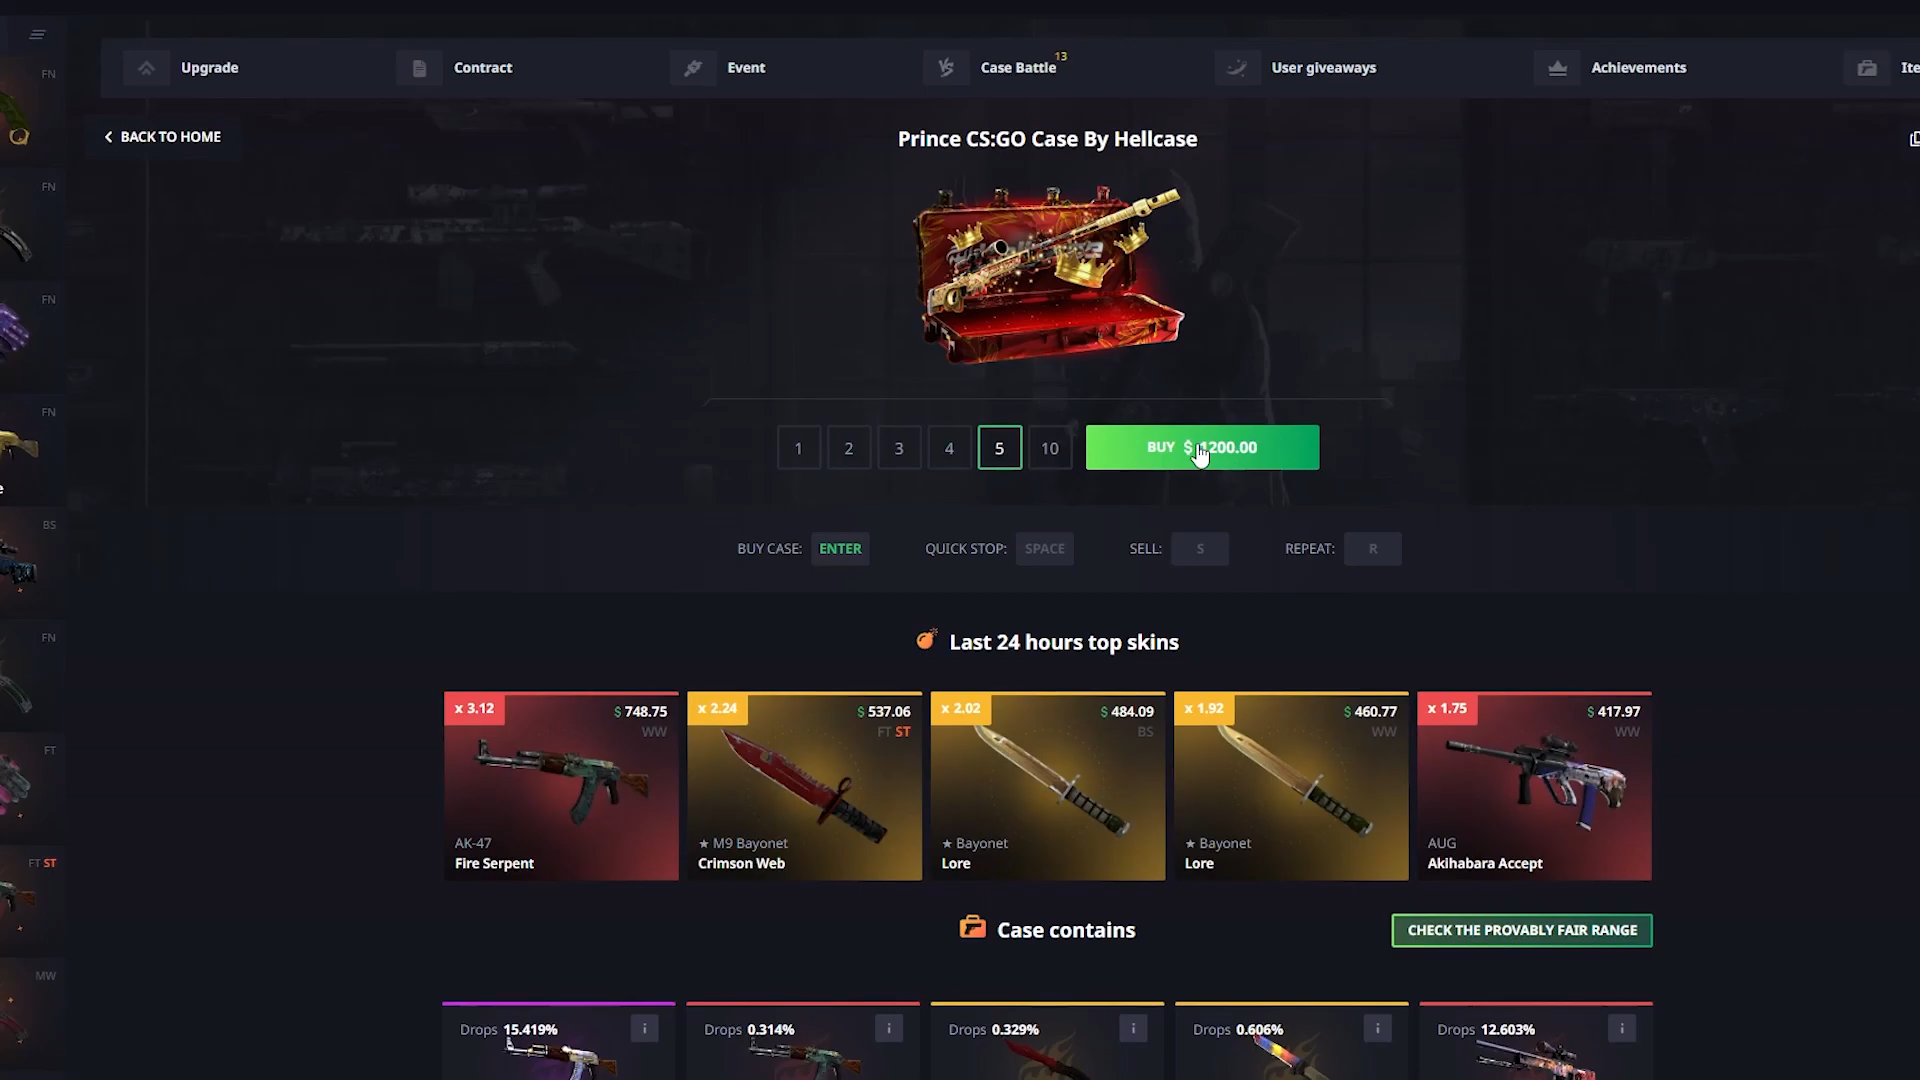 Upgrade
Contract
Event
Case Battle 13
User giveaways
Achievements
BACK TO HOME
Prince CS:GO Case By Hellcase
1 2 3 4 5 10 BUY $ 1200.00
BUY CASE: ENTER QUICK STOP: SPACE SELL: S REPEAT: R
Last 24 hours top skins
x 3.12 $ 748.75
WW
AK-47
Fire Serpent
x 2.24 $ 537.06
FT ST
★ M9 Bayonet
Crimson Web
x 2.02 $ 484.09
BS
★ Bayonet
Lore
x 1.92 $ 460.77
WW
★ Bayonet
Lore
x 1.75 $ 417.97
WW
AUG
Akihabara Accept
Case contains
CHECK THE PROVABLY FAIR RANGE
Drops 15.419% i
Drops 0.314% i
Drops 0.329% i
Drops 0.606% i
Drops 12.603% i
FN
FN
FN
FN
BS
FN
FT
FT ST
MW